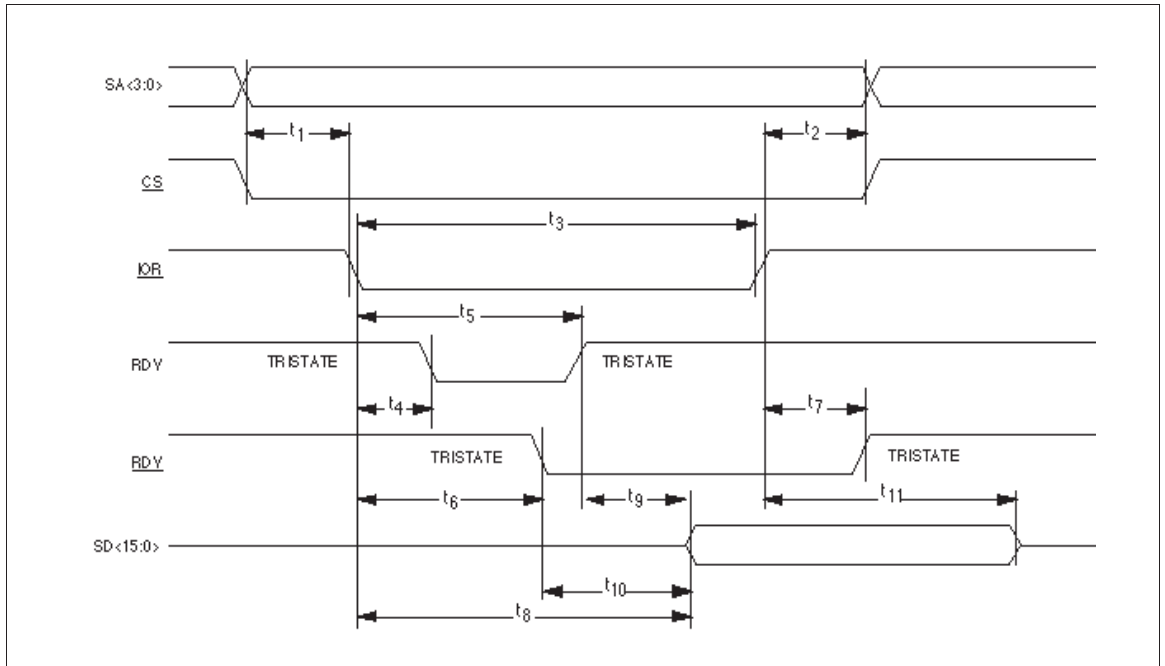 SA<3:0>
t1
t2
CS
t3
IOR
t5
RDY
TRISTATE
TRISTATE
t4
t7
RDY
TRISTATE
TRISTATE
t6
t9
t11
SD<15:0>
t10
t8